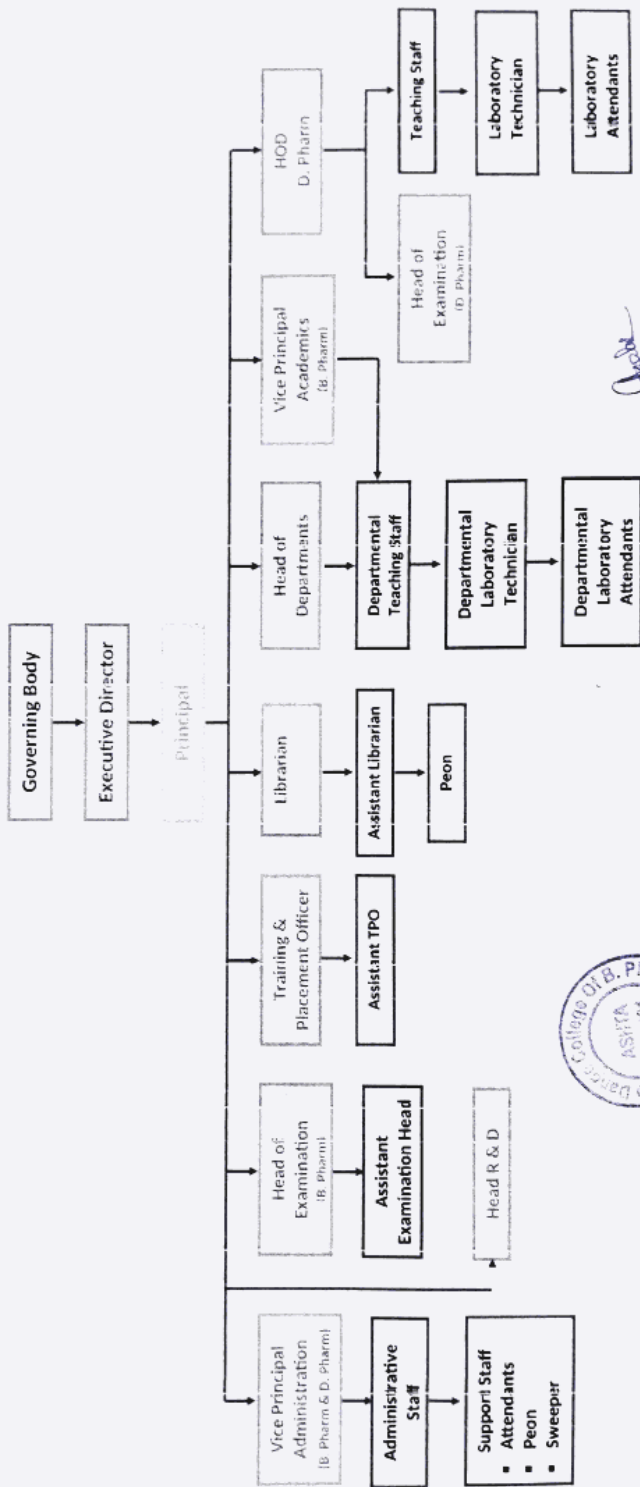 Governing Body
Executive Director
Principal
Vice Principal
Administration
(B. Pharm & D. Pharm)
Administrative
Staff
Support Staff
▪ Attendants
▪ Peon
▪ Sweeper
Head R & D
Head of
Examination
(B. Pharm)
Assistant
Examination Head
Training &
Placement Officer
Assistant TPO
Librarian
Assistant Librarian
Peon
Head of
Departments
Departmental
Teaching Staff
Departmental
Laboratory
Technician
Departmental
Laboratory
Attendants
Vice Principal
Academics
(B. Pharm)
HOD
D. Pharm
Head of
Examination
(D. Pharm)
Teaching Staff
Laboratory
Technician
Laboratory
Attendants
College Of B.
ASHTA